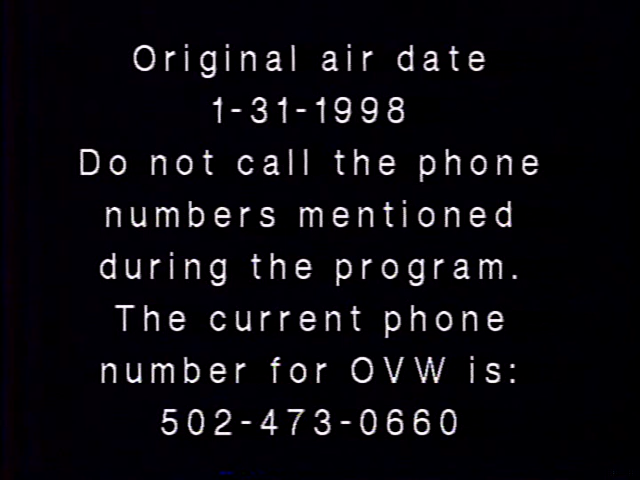 Original air date
1-31-1998
Do not call the phone
numbers mentioned
during the program.
The current phone
number for OVW is:
502-473-0660